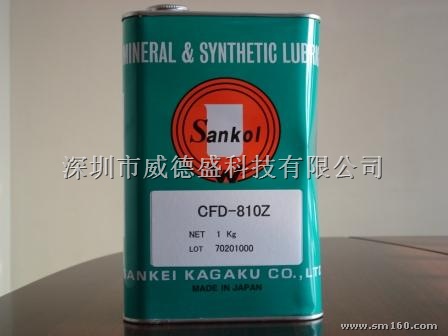 MINERAL & SYNTHETIC LUBRI
Sankol
深圳市威德盛科技有限公司
CFD-810Z
NET 1 Kg
LOT 70201000
SANKEI KAGAKU CO., LT
MADE IN JAPAN
www.sm160.com